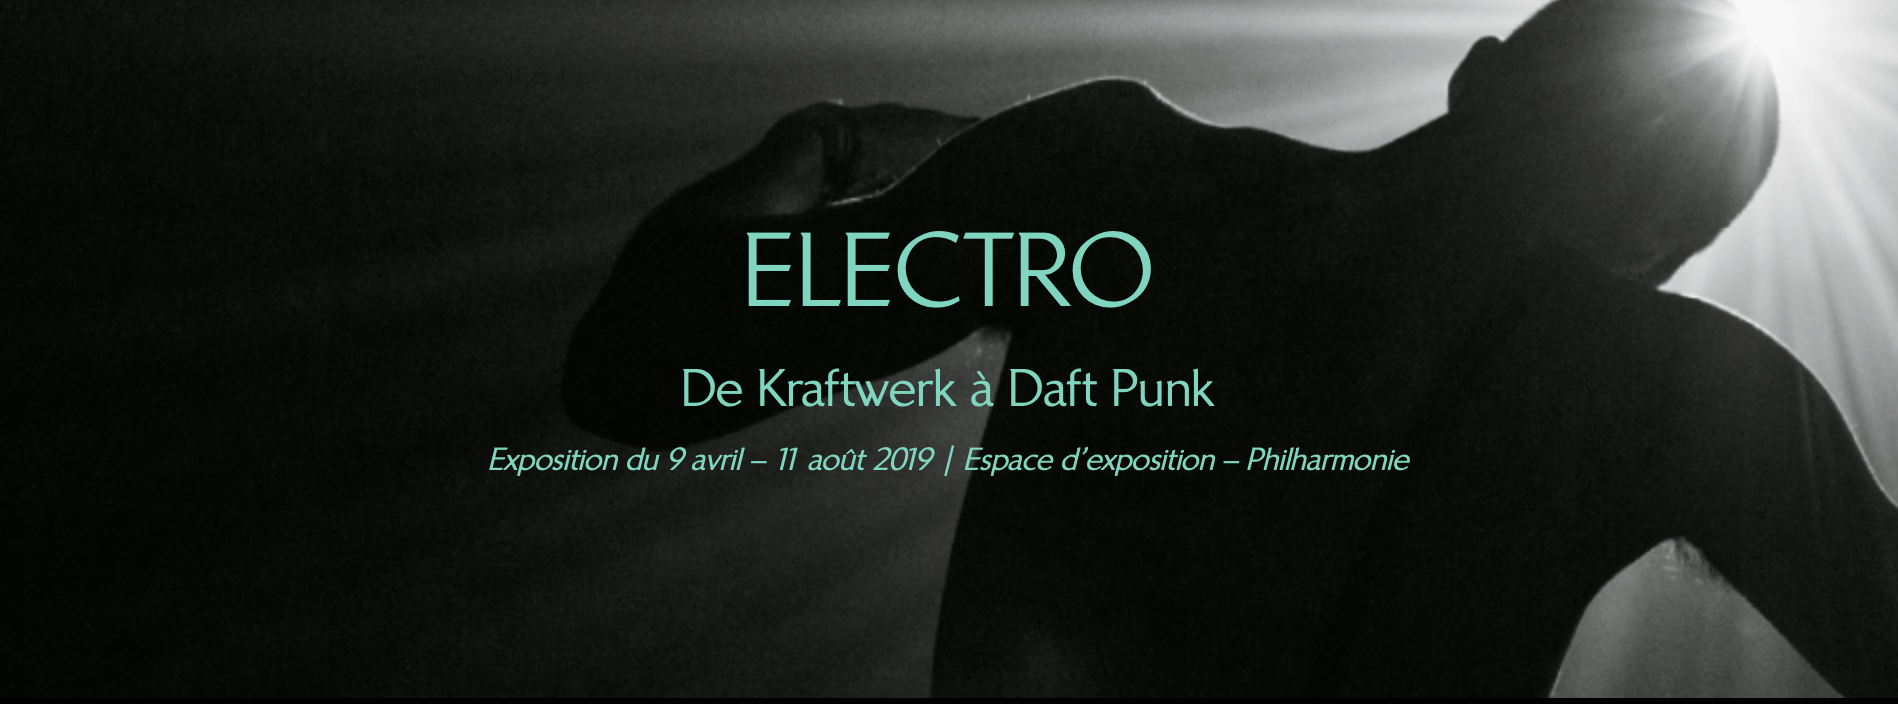 ELECTRO
De Kraftwerk à Daft Punk
Exposition du 9 avril – 11 août 2019 | Espace d’exposition – Philharmonie